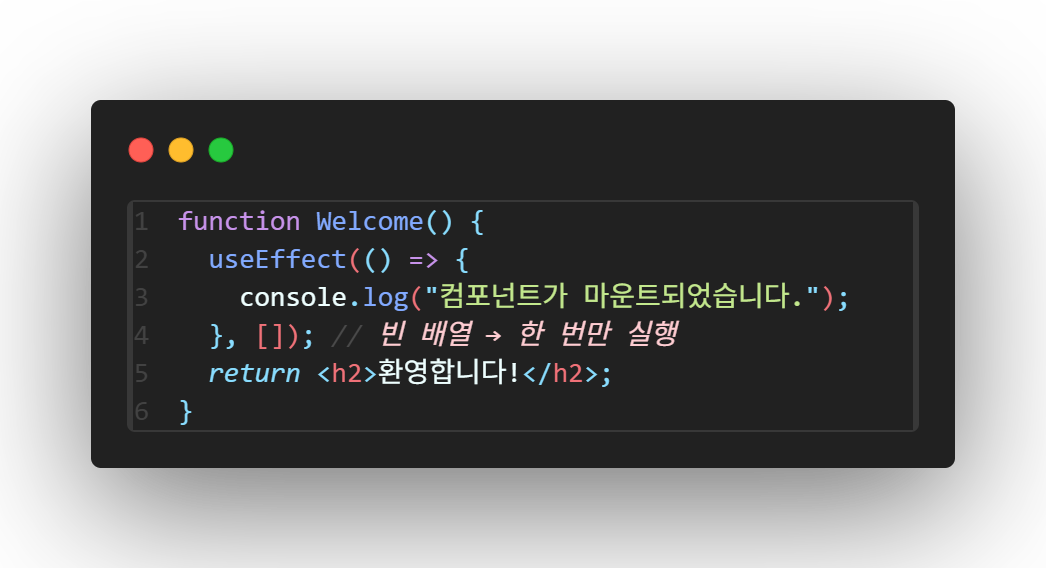 1  function Welcome() {
2    useEffect(() => {
3      console.log("컴포넌트가 마운트되었습니다.");
4    }, []); // 빈 배열 → 한 번만 실행
5    return <h2>환영합니다!</h2>;
6  }